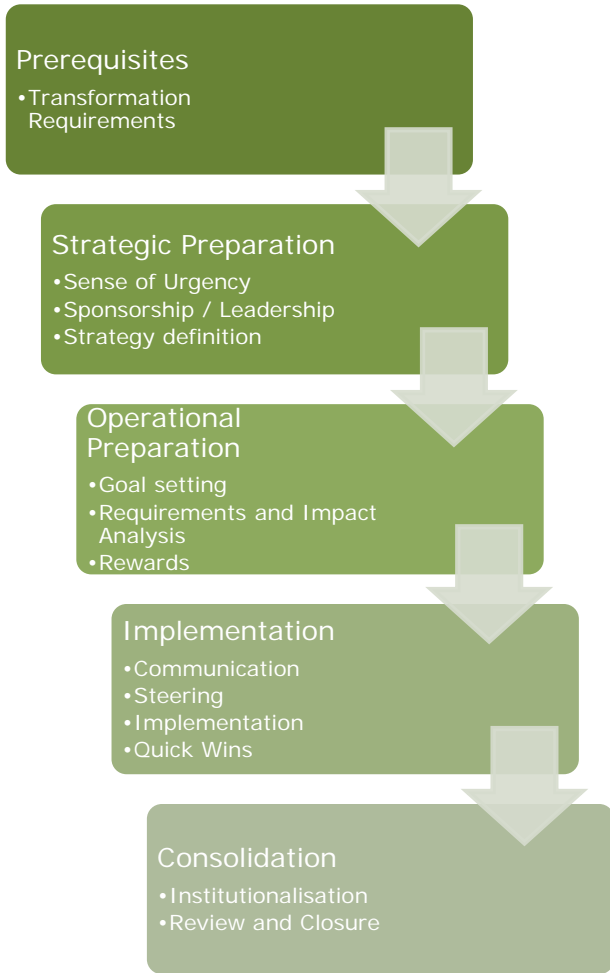 Prerequisites
•Transformation
Requirements
Strategic Preparation
•Sense of Urgency
•Sponsorship / Leadership
•Strategy definition
Operational
Preparation
•Goal setting
•Requirements and Impact
Analysis
•Rewards
Implementation
•Communication
•Steering
•Implementation
•Quick Wins
Consolidation
•Institutionalisation
•Review and Closure